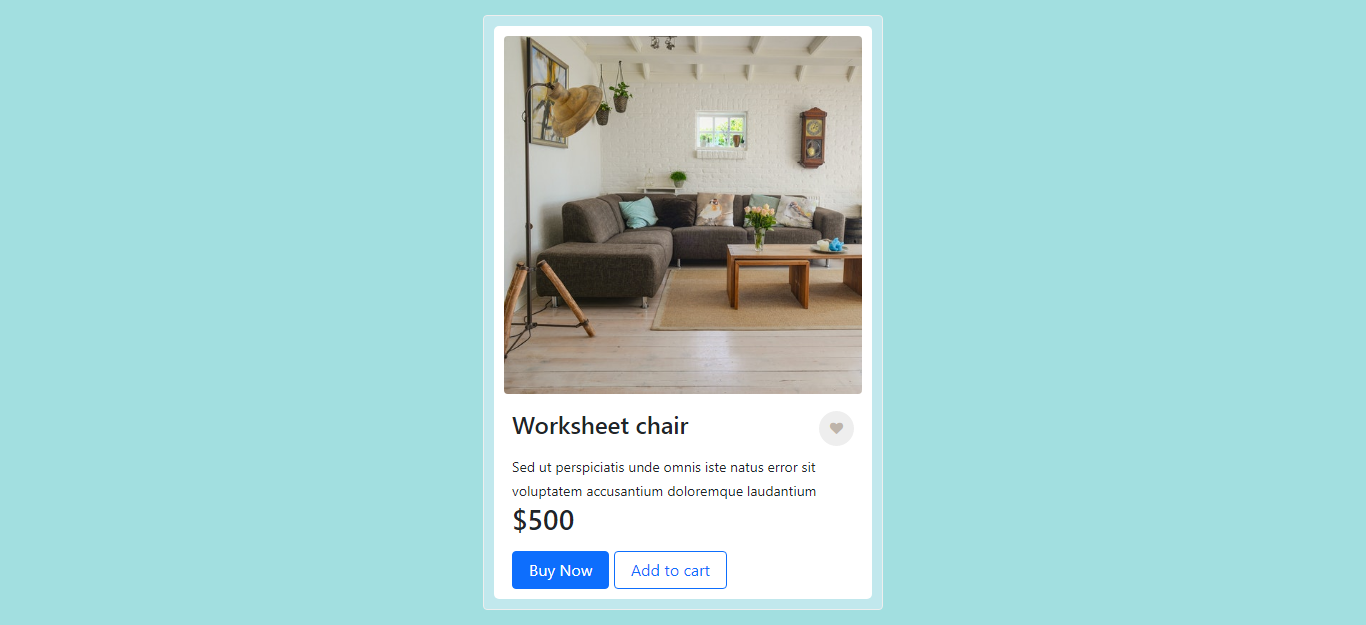 Worksheet chair
Sed ut perspiciatis unde omnis iste natus error sit
voluptatem accusantium doloremque laudantium
$500
Buy Now Add to cart